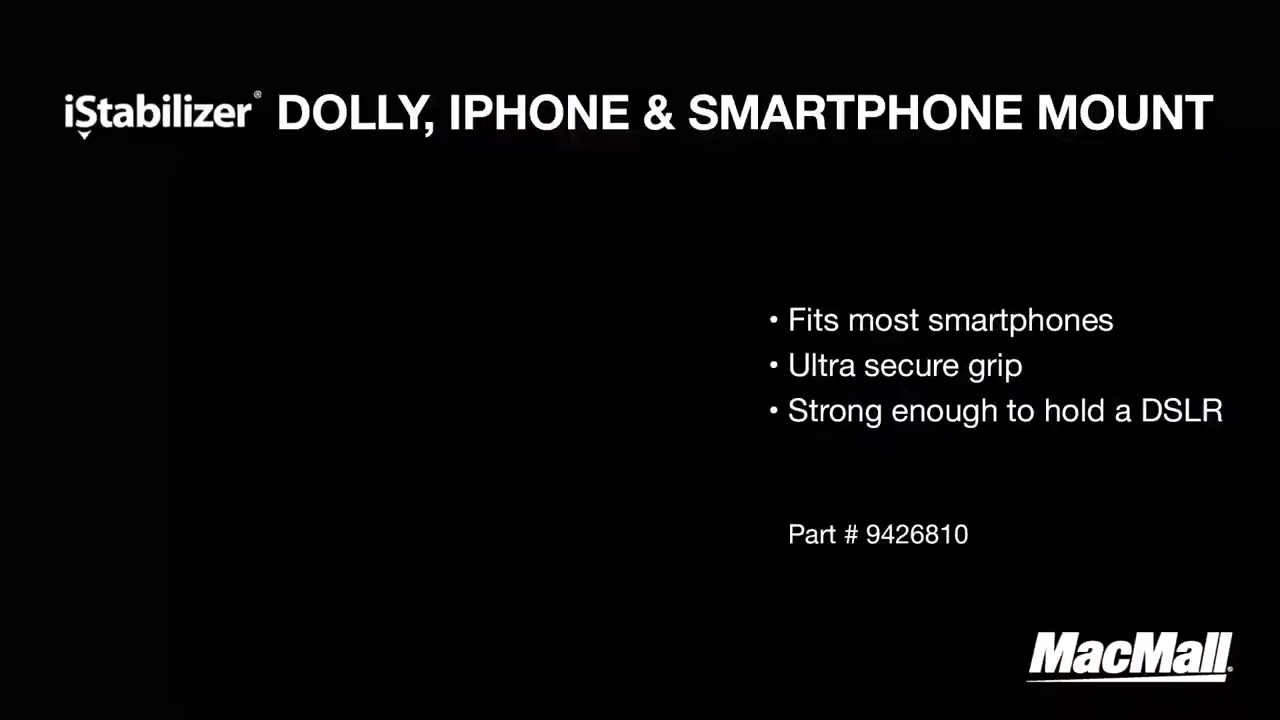 iStabilizer® DOLLY, IPHONE & SMARTPHONE MOUNT
• Fits most smartphones
• Ultra secure grip
• Strong enough to hold a DSLR
Part # 9426810
MacMall®